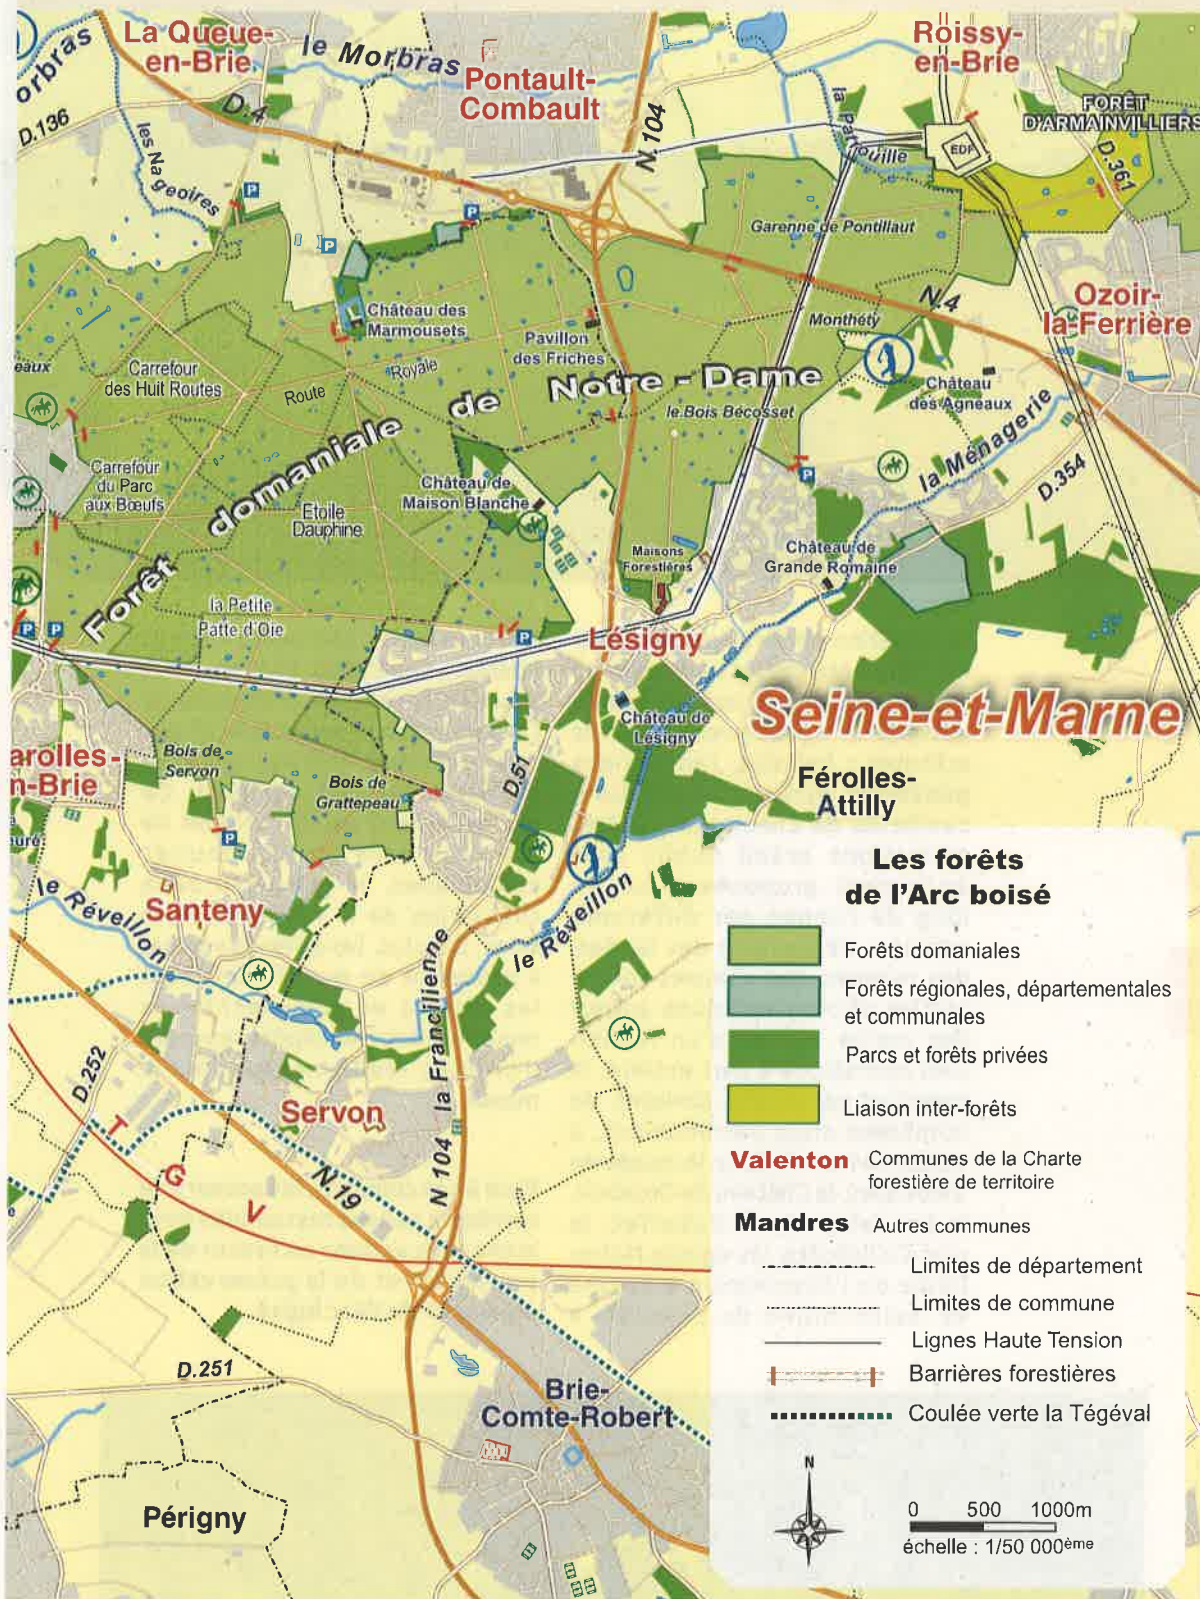 La Queue-
en-Brie
le Morbras
Pontault-
Combault
Roissy-
en-Brie
orbras
D.136
D.4
les Nageoires
N.104
FORÊT
D'ARMAINVILLIERS
EDF
D.361
P
P
P
Garenne de Pontillaut
N.4
Ozoir-
la-Ferrière
Château des
Marmousets
Monthéty
Pavillon
des Friches
eaux
Carrefour
des Huit Routes
Route
Royale
Château
des Agneaux
le Bois Bécosset
Forêt domaniale de Notre - Dame
la Ménagerie
D.354
P
Carrefour
du Parc
aux Bœufs
Château de
Maison Blanche
Etoile
Dauphine
Maisons
Forestières
Château de
Grande Romaine
la Petite
Patte d'Oie
P
P
P
Lésigny
Château de
Lésigny
Seine-et-Marne
arolles-
n-Brie
Bois de
Servon
Bois de
Grattepeau
D.51
Férolles-
Attilly
P
uré
le Réveillon
Santeny
le Réveillon
D.252
Servon
N 104 la Francilienne
T G V
N.19
D.251
Brie-
Comte-Robert
Périgny
Les forêts
de l'Arc boisé
Forêts domaniales
Forêts régionales, départementales
et communales
Parcs et forêts privées
Liaison inter-forêts
Valenton Communes de la Charte
forestière de territoire
Mandres Autres communes
Limites de département
Limites de commune
Lignes Haute Tension
Barrières forestières
Coulée verte la Tégéval
N
0 500 1000m
échelle : 1/50 000ème